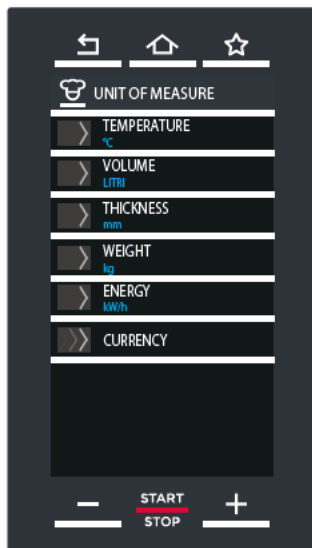 UNIT OF MEASURE
TEMPERATURE
°C
VOLUME
LITRI
THICKNESS
mm
WEIGHT
kg
ENERGY
kW/h
CURRENCY
START
STOP